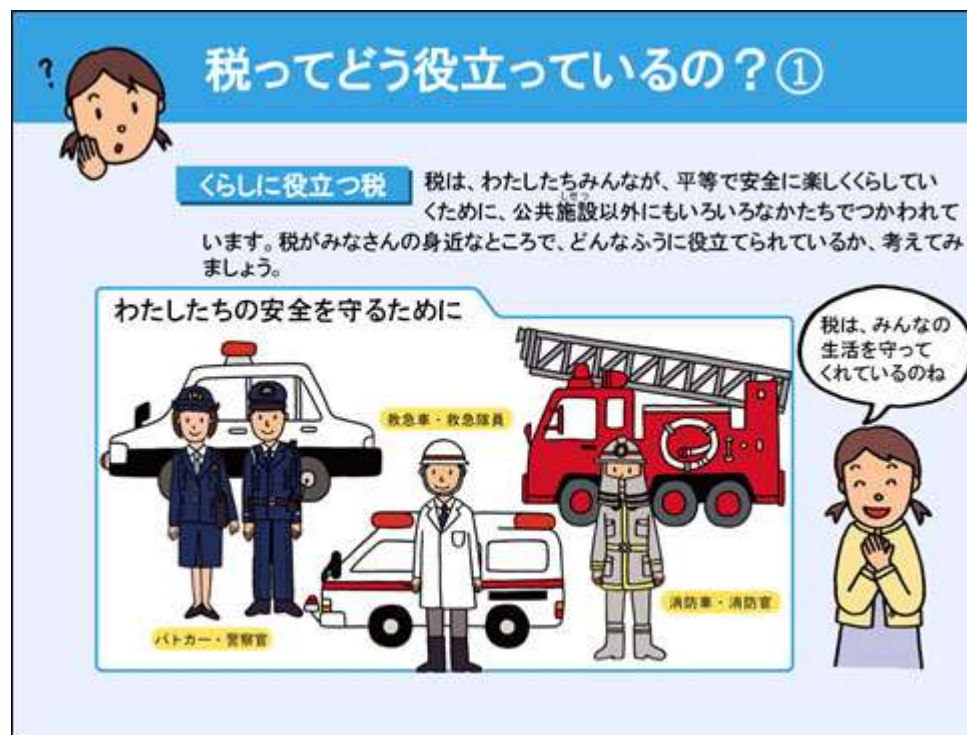 ?
税ってどう役立っているの？①
くらしに役立つ税
税は、わたしたちみんなが、平等で安全に楽しくくらしてい
くために、公共施設以外にもいろいろなかたちでつかわれて
しせつ
います。税がみなさんの身近なところで、どんなふうに役立てられているか、考えてみ
ましょう。
わたしたちの安全を守るために
税は、みんなの
生活を守って
くれているのね
救急車・救急隊員
消防車・消防官
パトカー・警察官